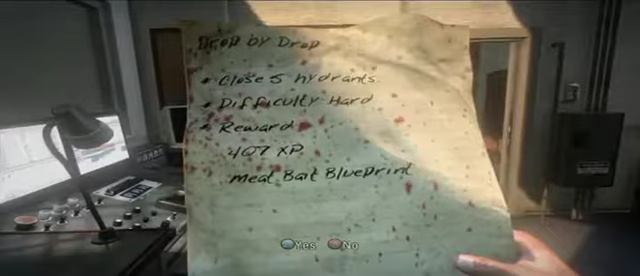 Drop by Drop
• Close 5 hydrants
• Difficulty Hard
• Reward
407 XP
Meat Bait Blueprint
Yes No